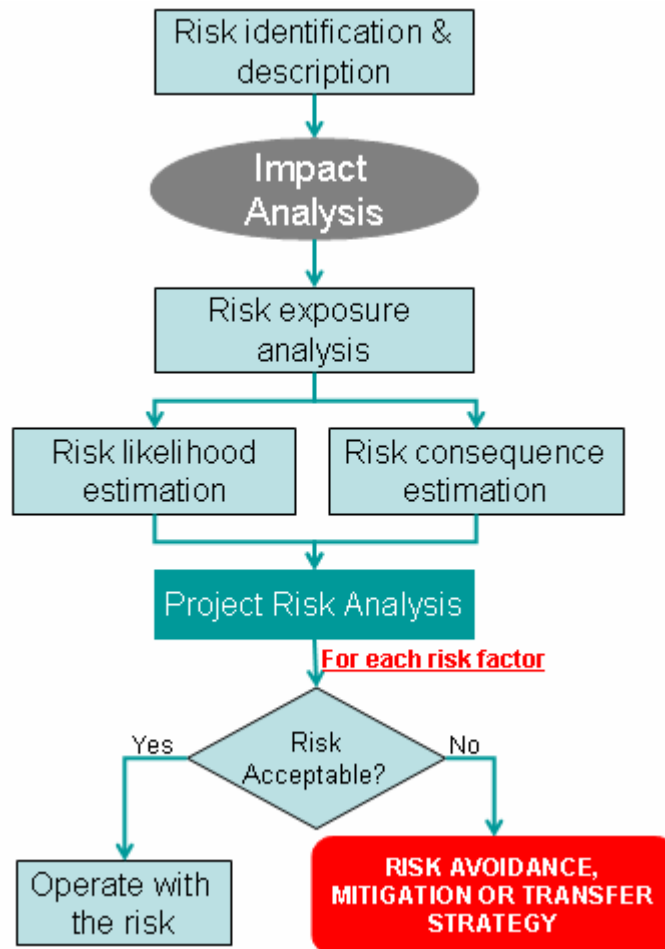 Risk identification &
description
Impact
Analysis
Risk exposure
analysis
Risk likelihood
estimation
Risk consequence
estimation
Project Risk Analysis
For each risk factor
Yes
Risk
Acceptable?
No
Operate with
the risk
RISK AVOIDANCE,
MITIGATION OR TRANSFER
STRATEGY